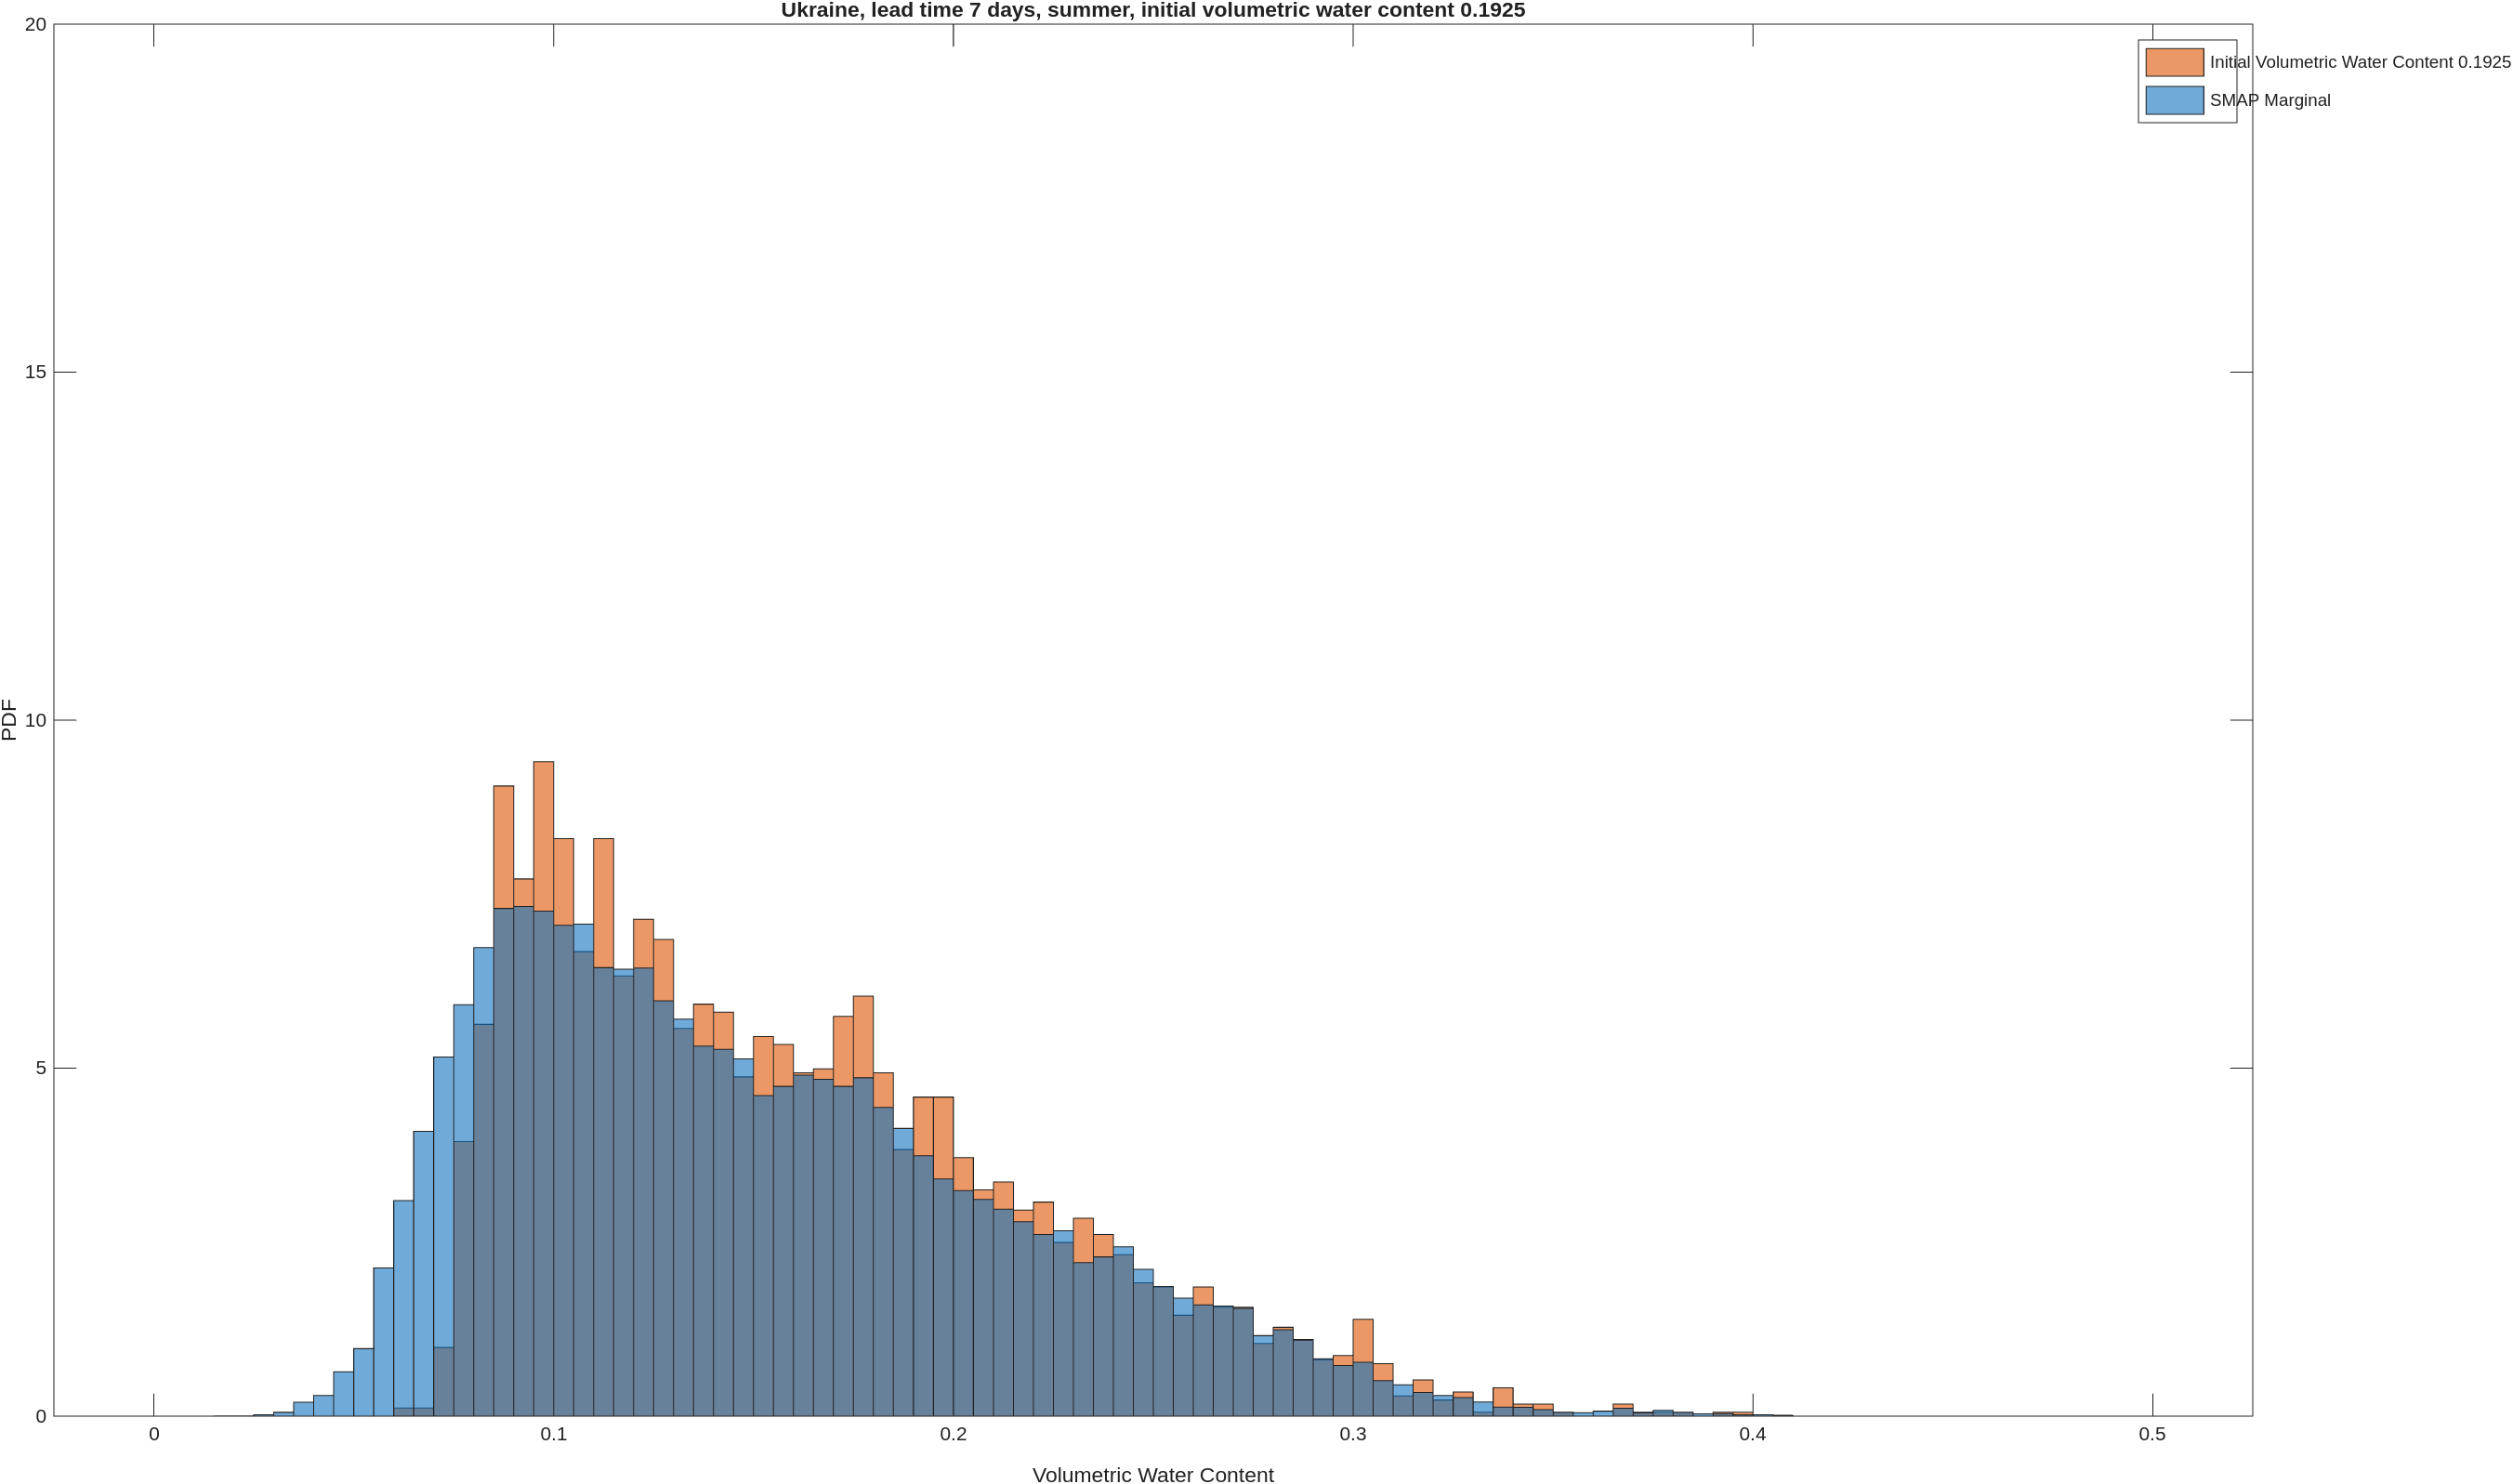 Ukraine, lead time 7 days, summer, initial volumetric water content 0.1925
20
15
10
5
0
PDF
Initial Volumetric Water Content 0.1925
SMAP Marginal
0 0.1 0.2 0.3 0.4 0.5
Volumetric Water Content